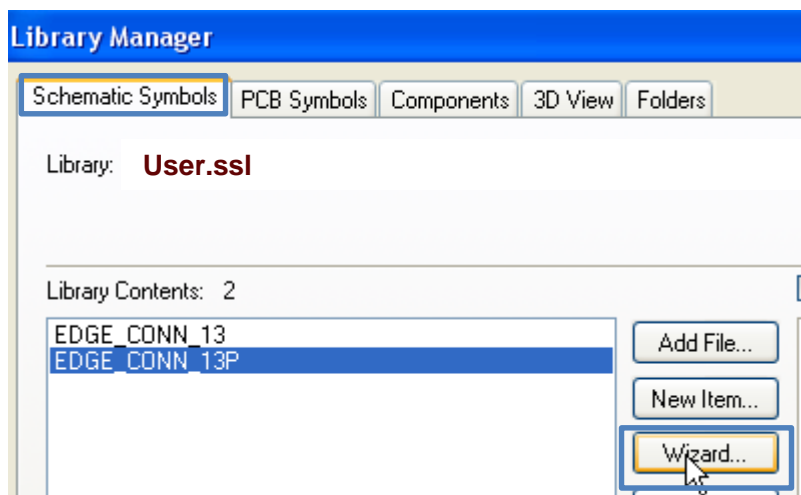 Library Manager
Schematic Symbols PCB Symbols Components 3D View Folders
Library: User.ssl
Library Contents: 2
EDGE_CONN_13
EDGE_CONN_13P
Add File...
New Item...
Wizard...